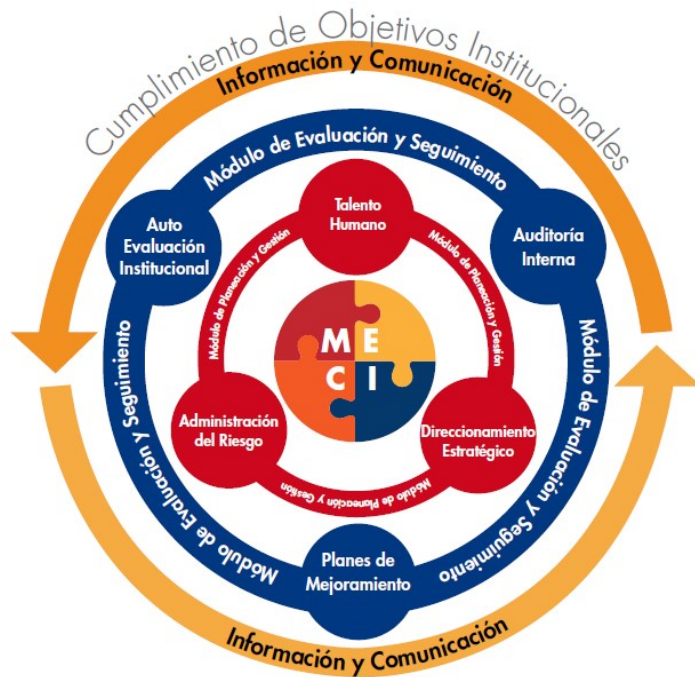 Cumplimiento de Objetivos Institucionales
Información y Comunicación
Módulo de Evaluación y Seguimiento
Talento
Humano
Auto
Evaluación
Institucional
Auditoría
Interna
Módulo de Planeación y Gestión
Módulo de Planeación y Gestión
M E
C I
Módulo de Evaluación y Seguimiento
Módulo de Evaluación y Seguimiento
Administración
del Riesgo
Direccionamiento
Estratégico
Módulo de Planeación y Gestión
Planes de
Mejoramiento
Información y Comunicación